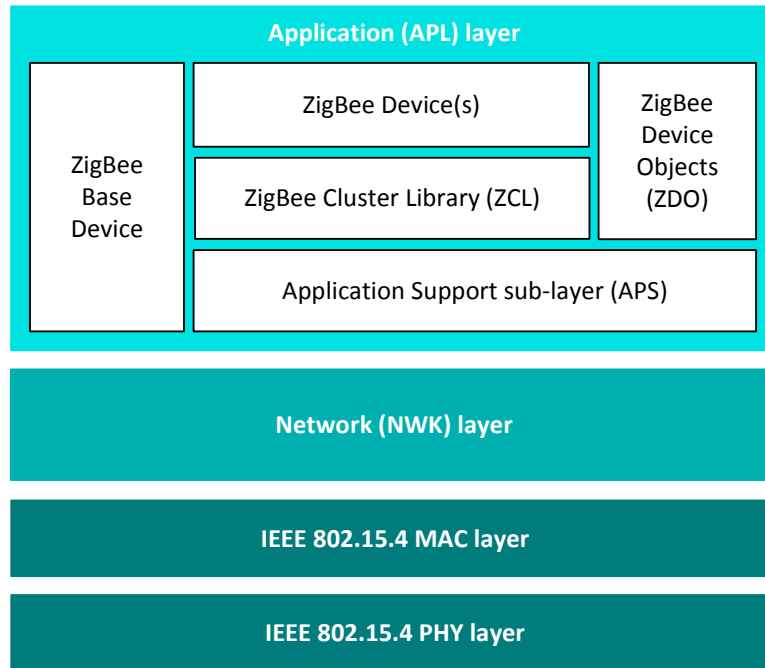 Application (APL) layer
ZigBee
Base
Device
ZigBee Device(s)
ZigBee Cluster Library (ZCL)
ZigBee
Device
Objects
(ZDO)
Application Support sub-layer (APS)
Network (NWK) layer
IEEE 802.15.4 MAC layer
IEEE 802.15.4 PHY layer